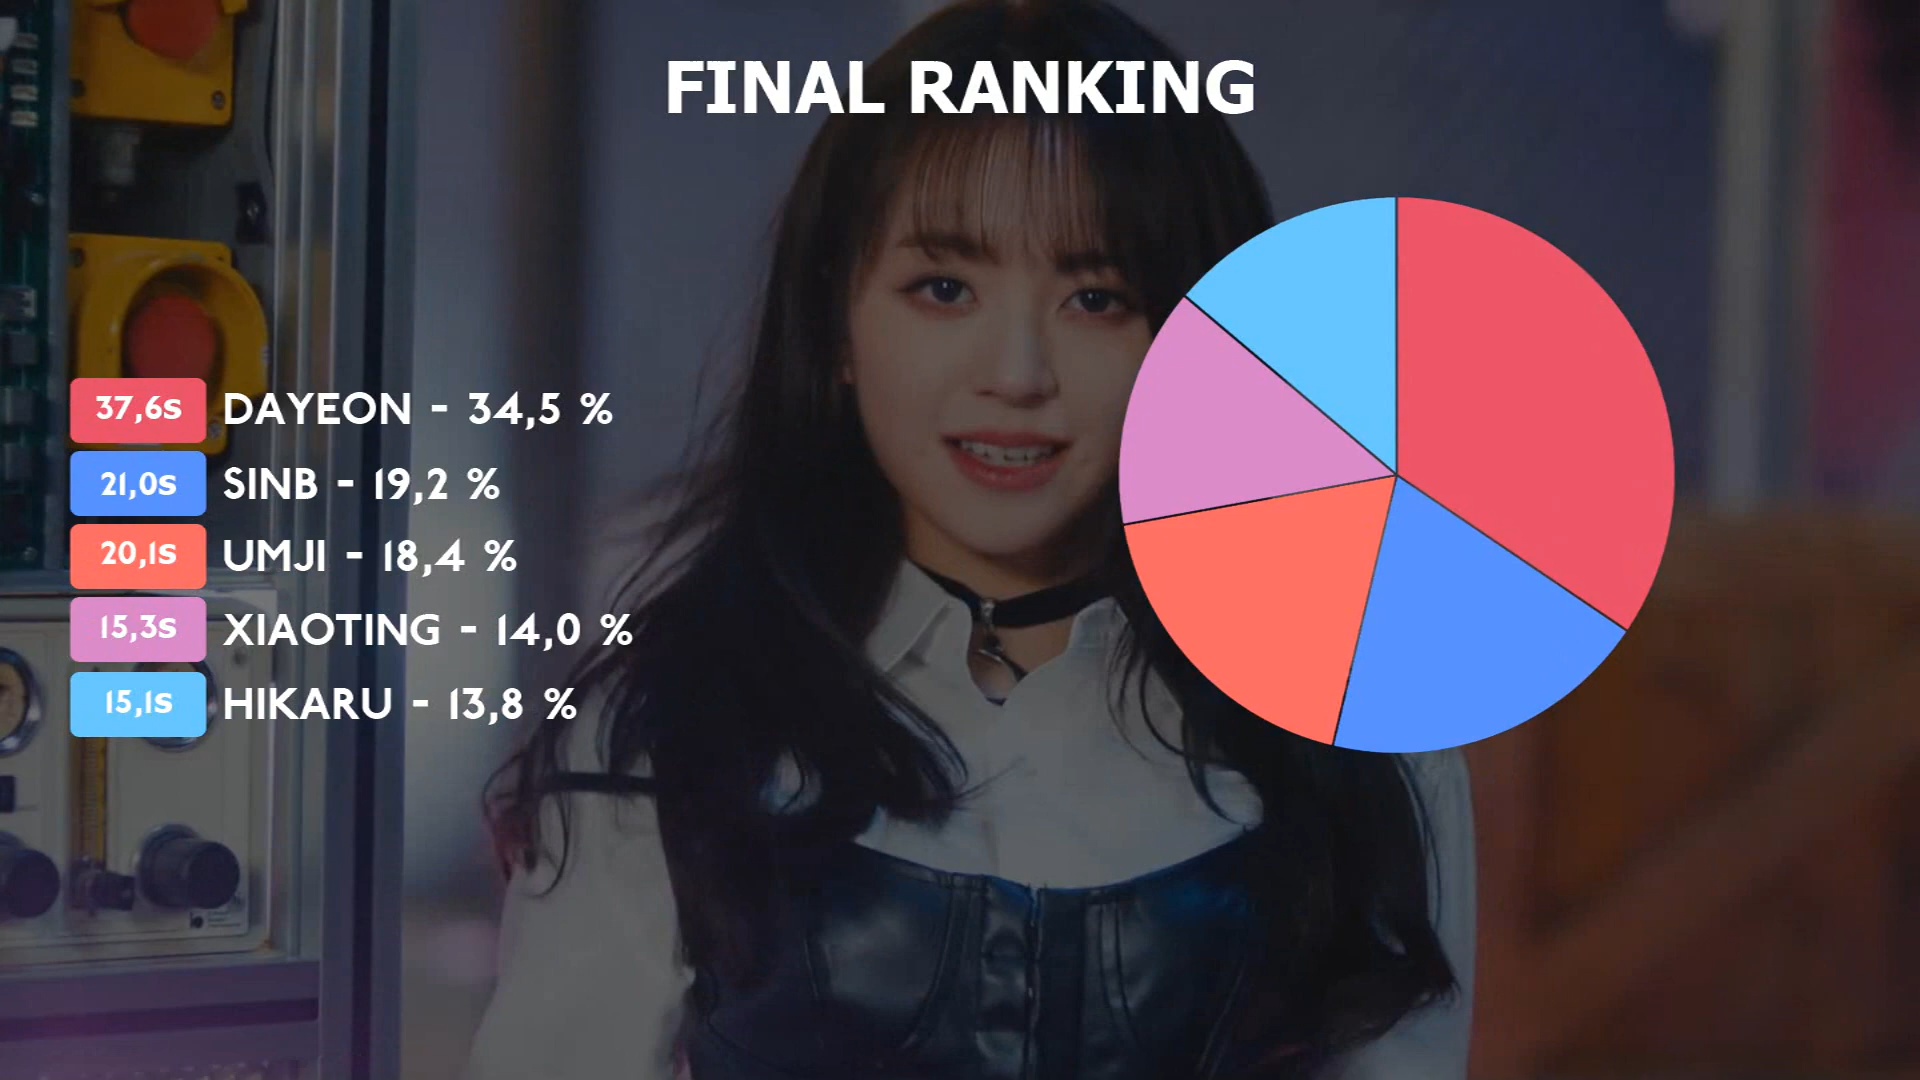 FINAL RANKING
37,6S DAYEON - 34,5 %
21,0S SINB - 19,2 %
20,1S UMJI - 18,4 %
15,3S XIAOTING - 14,0 %
15,1S HIKARU - 13,8 %